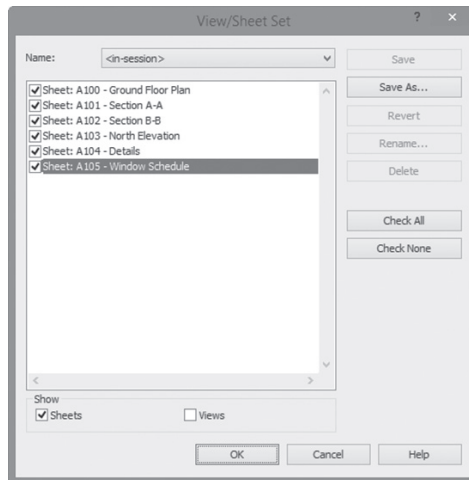 View/Sheet Set
? ×
Name: <in-session>
Save
Sheet: A100 - Ground Floor Plan
Sheet: A101 - Section A-A
Sheet: A102 - Section B-B
Sheet: A103 - North Elevation
Sheet: A104 - Details
Sheet: A105 - Window Schedule
Save As...
Revert
Rename...
Delete
Check All
Check None
Show
Sheets Views
OK Cancel Help